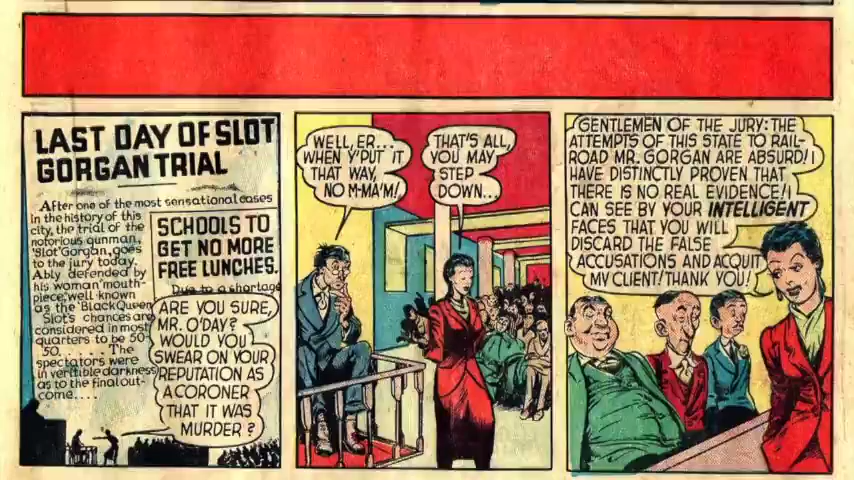 LAST DAY OF SLOT
GORGAN TRIAL
After one of the most sensational cases
in the history of this
city, the trial of the
notorious gunman,
'Slot' Gorgan, goes
to the jury today.
Ably defended by
his woman 'mouth-
piece,' well known
as the 'Black Queen'
Slot's chances are
considered in most
quarters to be 50-
50...... The
spectators were
in veritible darkness
as to the final out-
come....
SCHOOLS TO
GET NO MORE
FREE LUNCHES.
Due to a shortage
ARE YOU SURE,
MR. O'DAY?
WOULD YOU
SWEAR ON YOUR
REPUTATION AS
A CORONER
THAT IT WAS
MURDER?
WELL, ER...
WHEN Y'PUT IT
THAT WAY,
NO M-MA'M!
THAT'S ALL,
YOU MAY
STEP
DOWN...
GENTLEMEN OF THE JURY: THE
ATTEMPTS OF THIS STATE TO RAIL-
ROAD MR. GORGAN ARE ABSURD! I
HAVE DISTINCTLY PROVEN THAT
THERE IS NO REAL EVIDENCE! I
CAN SEE BY YOUR INTELLIGENT
FACES THAT YOU WILL
DISCARD THE FALSE
ACCUSATIONS AND ACQUIT
MY CLIENT! THANK YOU!